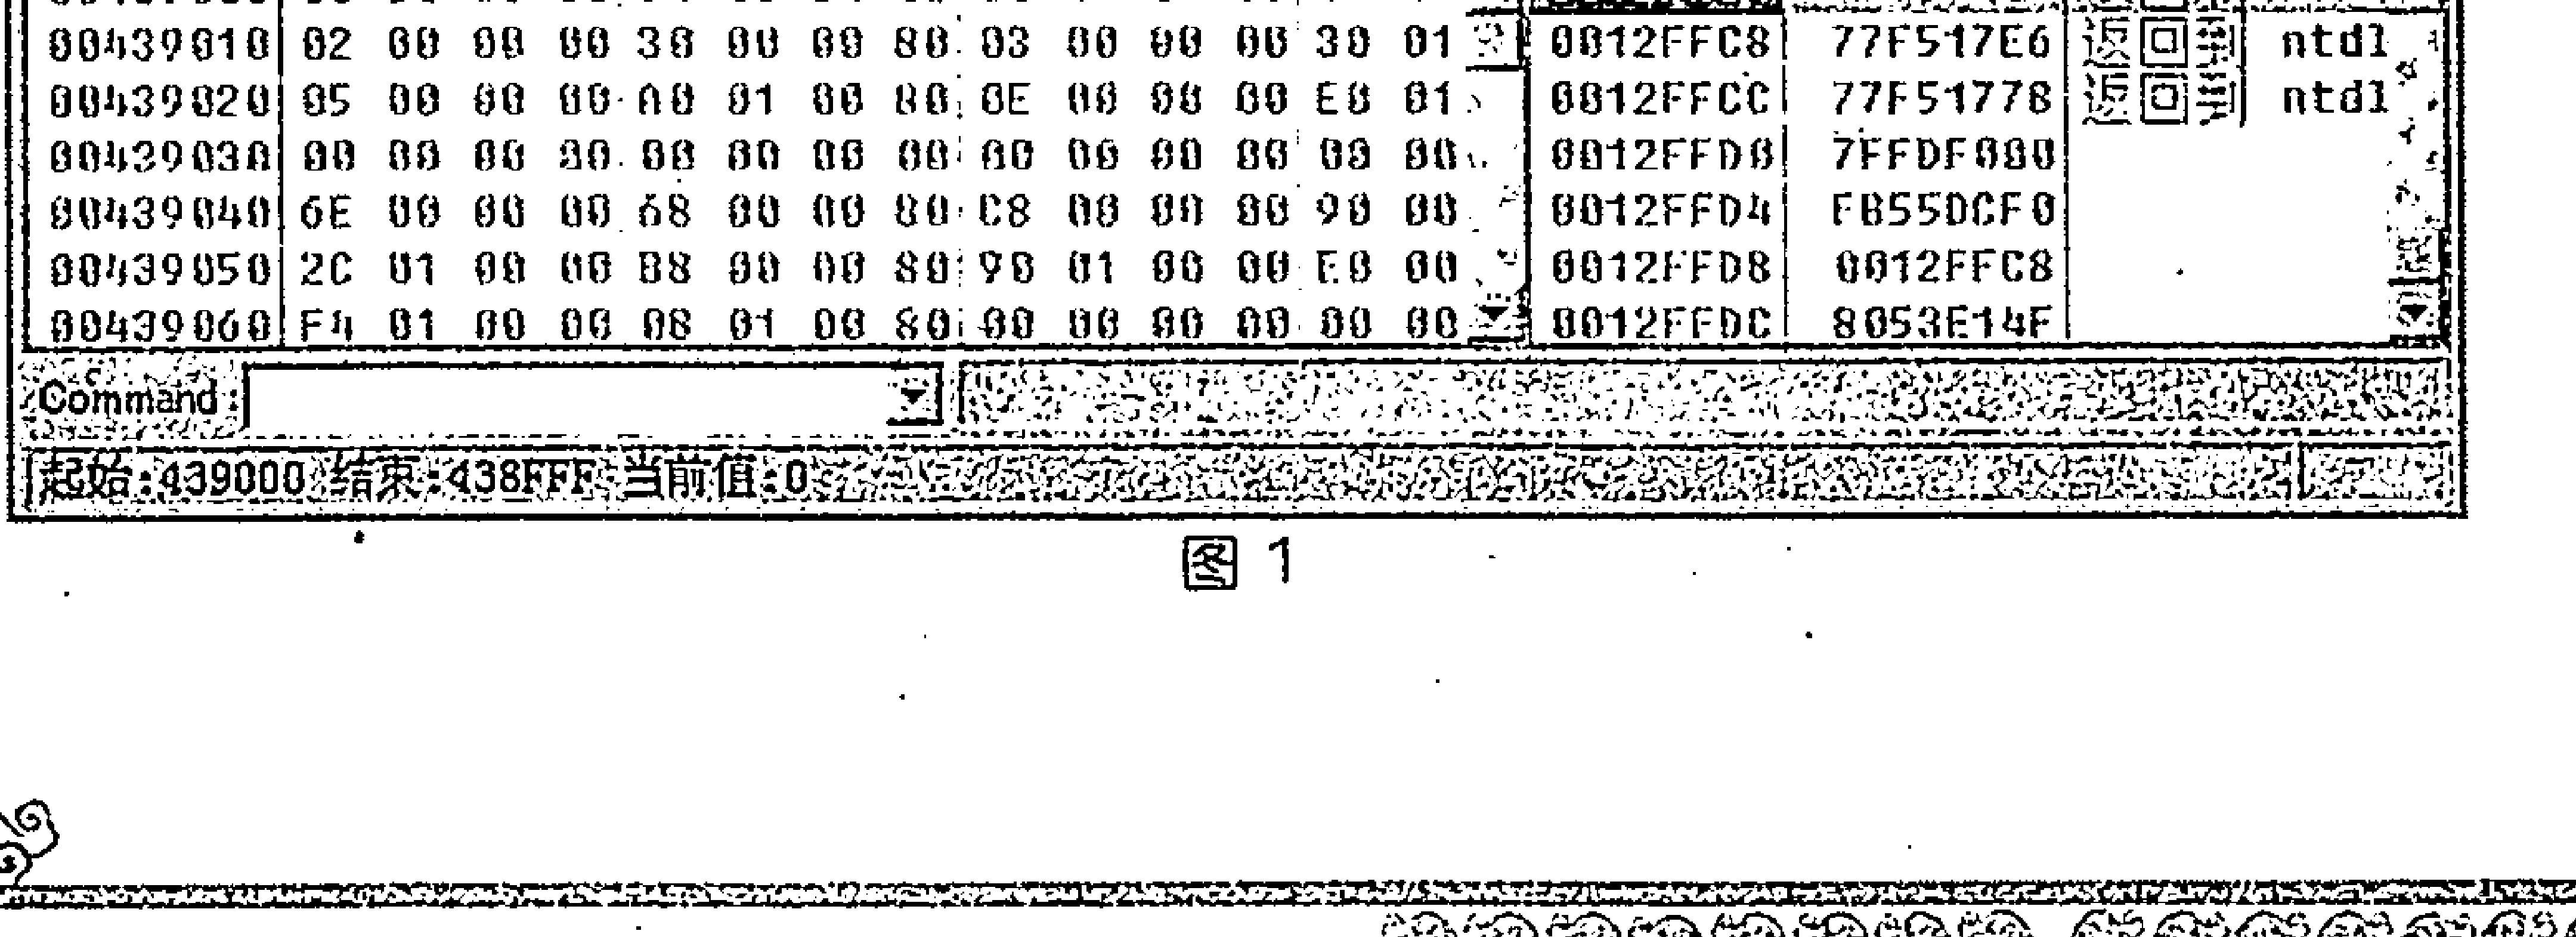 00439010 02 00 00 00 30 00 00 80 03 00 00 00 30 01 0012FFC8 77F517E6 返回到 ntdl
00439020 05 00 00 00 A0 01 00 80 0E 00 00 00 E0 01 0012FFCC 77F51778 返回到 ntdl
00439030 00 00 00 00 00 00 00 00 00 00 00 00 00 00 0012FFD0 7FFDF000
00439040 6E 00 00 00 68 00 00 80 C8 00 00 00 90 00 0012FFD4 FB55DCF0
00439050 2C 01 00 00 B8 00 00 80 90 01 00 00 E0 00 0012FFD8 0012FFC8
00439060 F4 01 00 00 08 01 00 80 00 00 00 00 00 00 0012FFDC 8053E14F
Command:
起始:439000 结束:438FFF 当前值:0
图 1